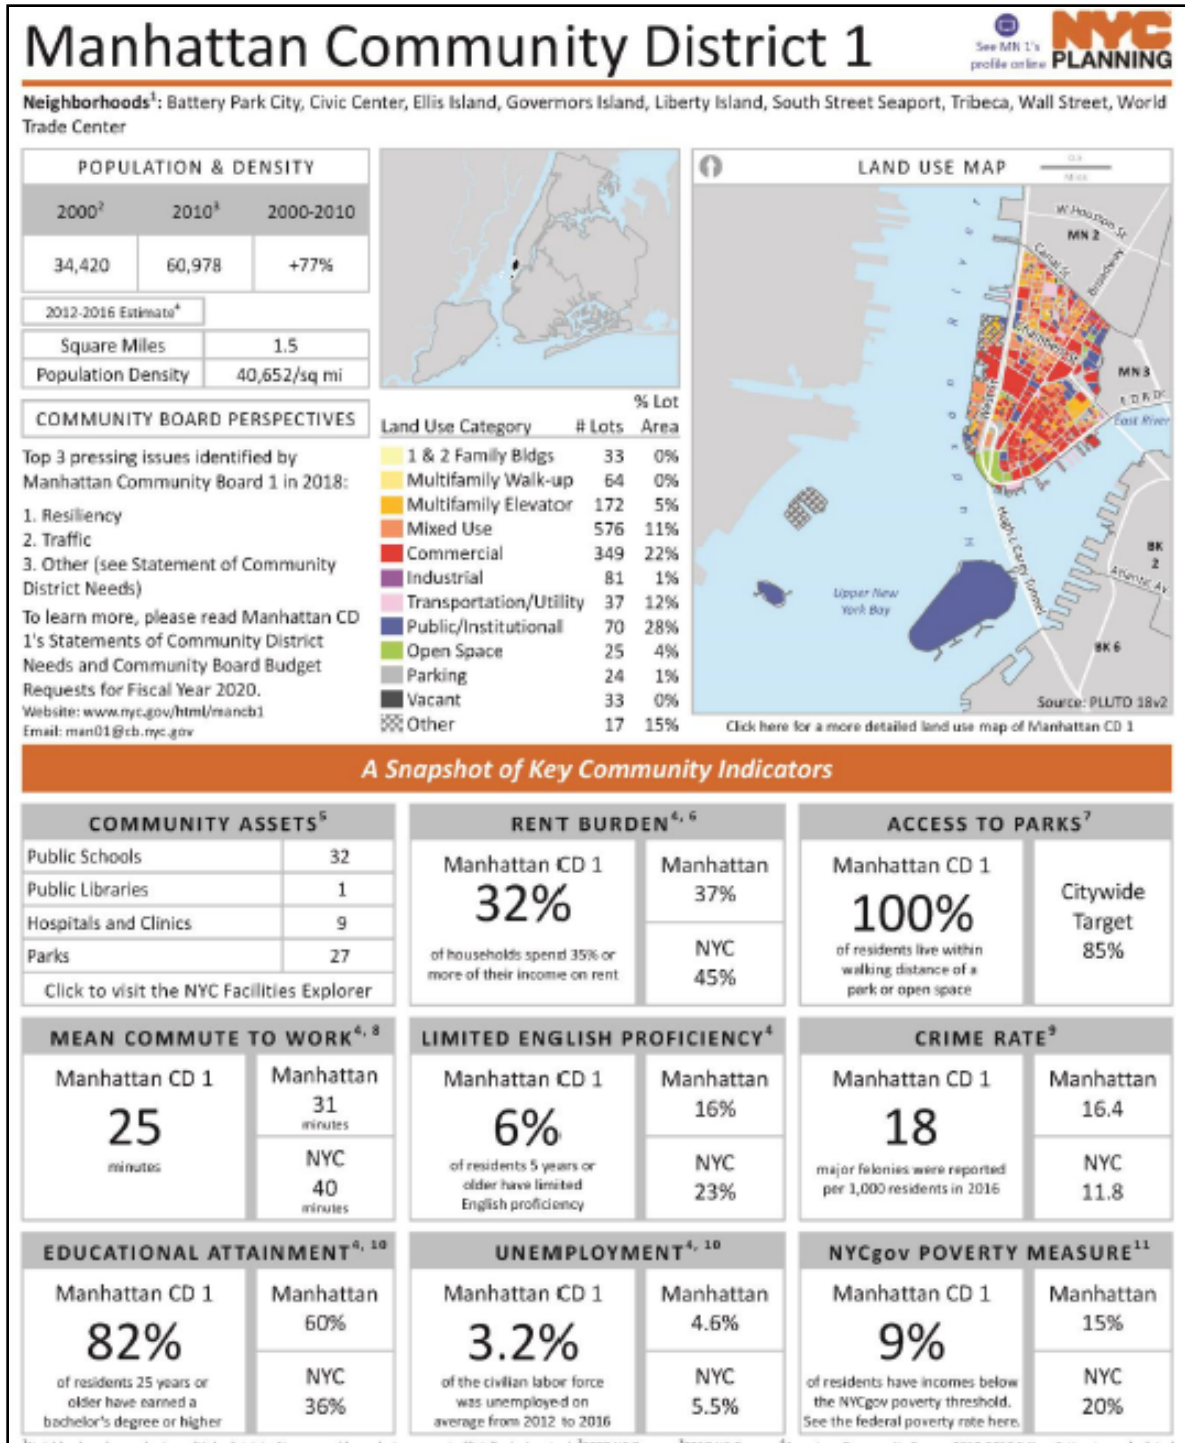 Manhattan Community District 1
See MN 1's
profile online
NYC
PLANNING
Neighborhoods¹: Battery Park City, Civic Center, Ellis Island, Governors Island, Liberty Island, South Street Seaport, Tribeca, Wall Street, World
Trade Center
POPULATION & DENSITY
2000² 2010³ 2000-2010
34,420 60,978 +77%
2012-2016 Estimate⁴
Square Miles 1.5
Population Density 40,652/sq mi
COMMUNITY BOARD PERSPECTIVES
Top 3 pressing issues identified by
Manhattan Community Board 1 in 2018:
1. Resiliency
2. Traffic
3. Other (see Statement of Community
District Needs)
To learn more, please read Manhattan CD
1's Statements of Community District
Needs and Community Board Budget
Requests for Fiscal Year 2020.
Website: www.nyc.gov/html/mancb1
Email: man01@cb.nyc.gov
% Lot
Land Use Category # Lots Area
1 & 2 Family Bldgs 33 0%
Multifamily Walk-up 64 0%
Multifamily Elevator 172 5%
Mixed Use 576 11%
Commercial 349 22%
Industrial 81 1%
Transportation/Utility 37 12%
Public/Institutional 70 28%
Open Space 25 4%
Parking 24 1%
Vacant 33 0%
Other 17 15%
LAND USE MAP
0.5
Miles
W Houston St
MN 2
Canal St
Broadway
Chambers St
MN 3
F D R D
East River
West St
Hugh L Carey Tunnel
BK
2
Atlantic Av
Upper New
York Bay
BK 6
Source: PLUTO 18v2
Click here for a more detailed land use map of Manhattan CD 1
A Snapshot of Key Community Indicators
COMMUNITY ASSETS⁵
Public Schools 32
Public Libraries 1
Hospitals and Clinics 9
Parks 27
Click to visit the NYC Facilities Explorer
RENT BURDEN⁴, ⁶
Manhattan CD 1
32%
of households spend 35% or
more of their income on rent
Manhattan
37%
NYC
45%
ACCESS TO PARKS⁷
Manhattan CD 1
100%
of residents live within
walking distance of a
park or open space
Citywide
Target
85%
MEAN COMMUTE TO WORK⁴, ⁸
Manhattan CD 1
25
minutes
Manhattan
31
minutes
NYC
40
minutes
LIMITED ENGLISH PROFICIENCY⁴
Manhattan CD 1
6%
of residents 5 years or
older have limited
English proficiency
Manhattan
16%
NYC
23%
CRIME RATE⁹
Manhattan CD 1
18
major felonies were reported
per 1,000 residents in 2016
Manhattan
16.4
NYC
11.8
EDUCATIONAL ATTAINMENT⁴, ¹⁰
Manhattan CD 1
82%
of residents 25 years or
older have earned a
bachelor's degree or higher
Manhattan
60%
NYC
36%
UNEMPLOYMENT⁴, ¹⁰
Manhattan CD 1
3.2%
of the civilian labor force
was unemployed on
average from 2012 to 2016
Manhattan
4.6%
NYC
5.5%
NYCgov POVERTY MEASURE¹¹
Manhattan CD 1
9%
of residents have incomes below
the NYCgov poverty threshold.
See the federal poverty rate here.
Manhattan
15%
NYC
20%